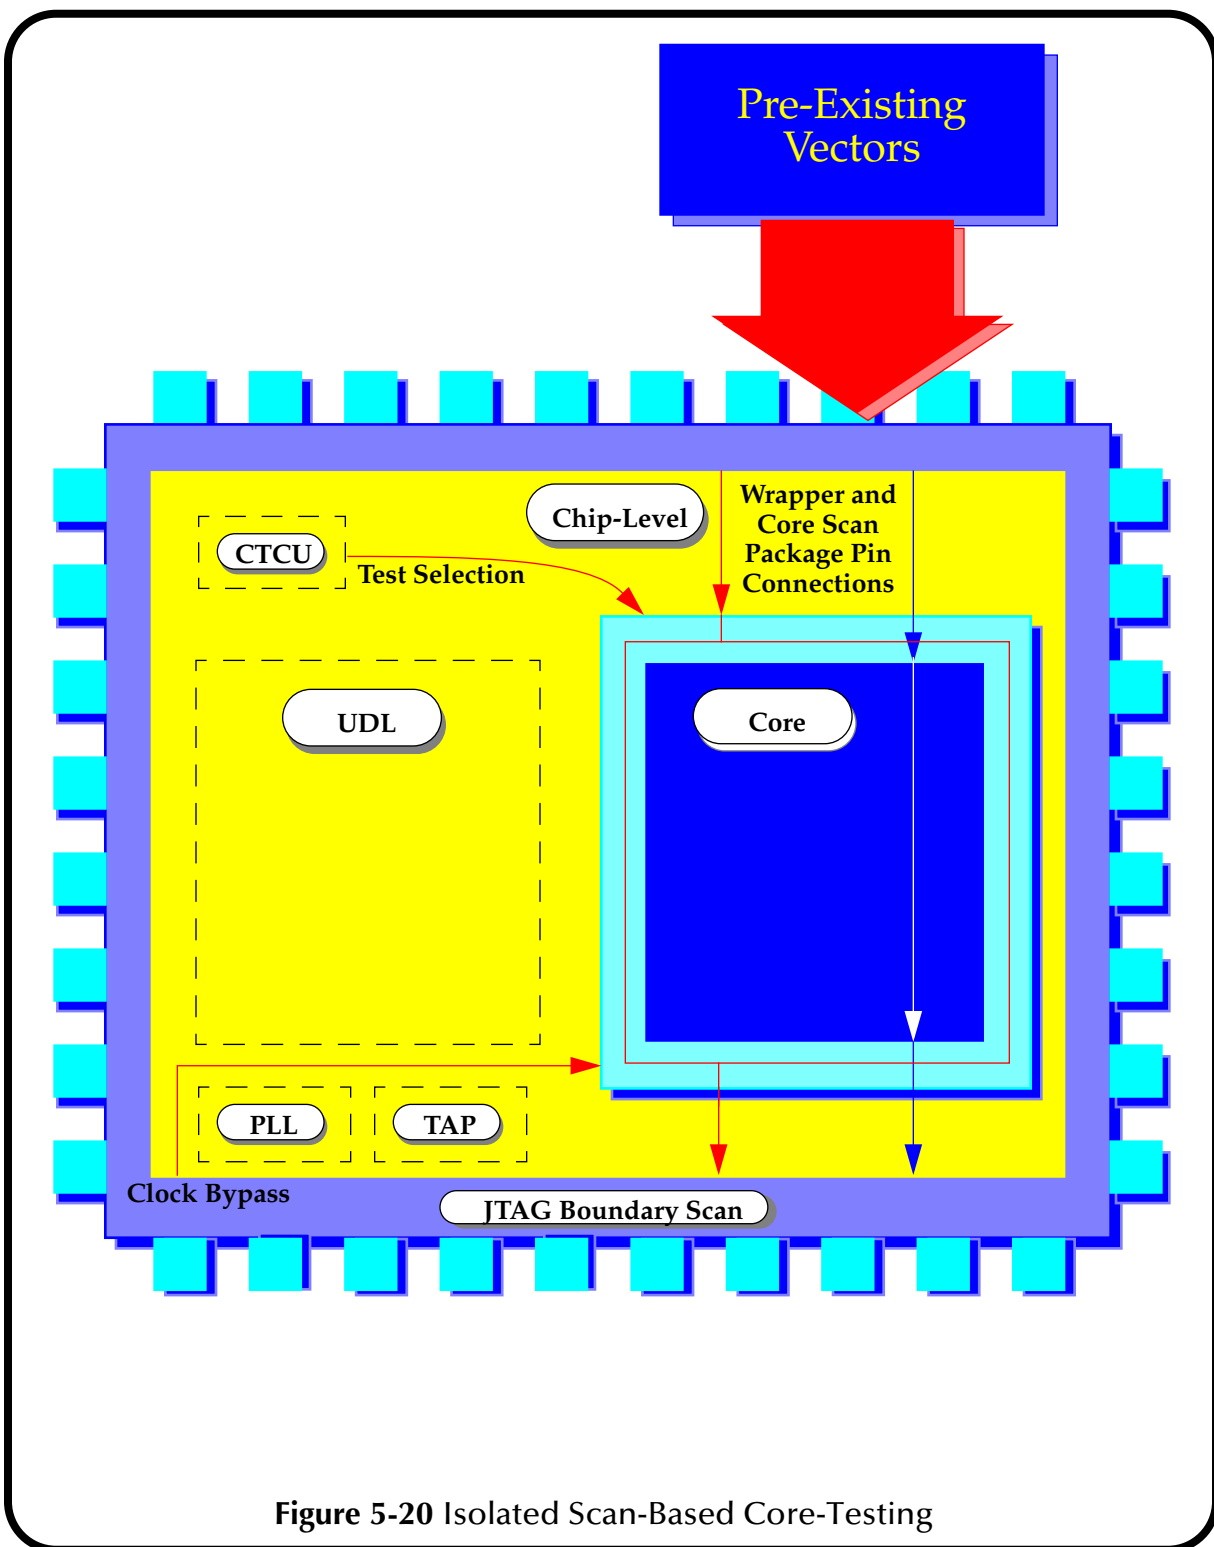 Pre-Existing
Vectors
Chip-Level
Wrapper and
Core Scan
Package Pin
Connections
CTCU
Test Selection
UDL
Core
PLL
TAP
Clock Bypass
JTAG Boundary Scan
Figure 5-20 Isolated Scan-Based Core-Testing